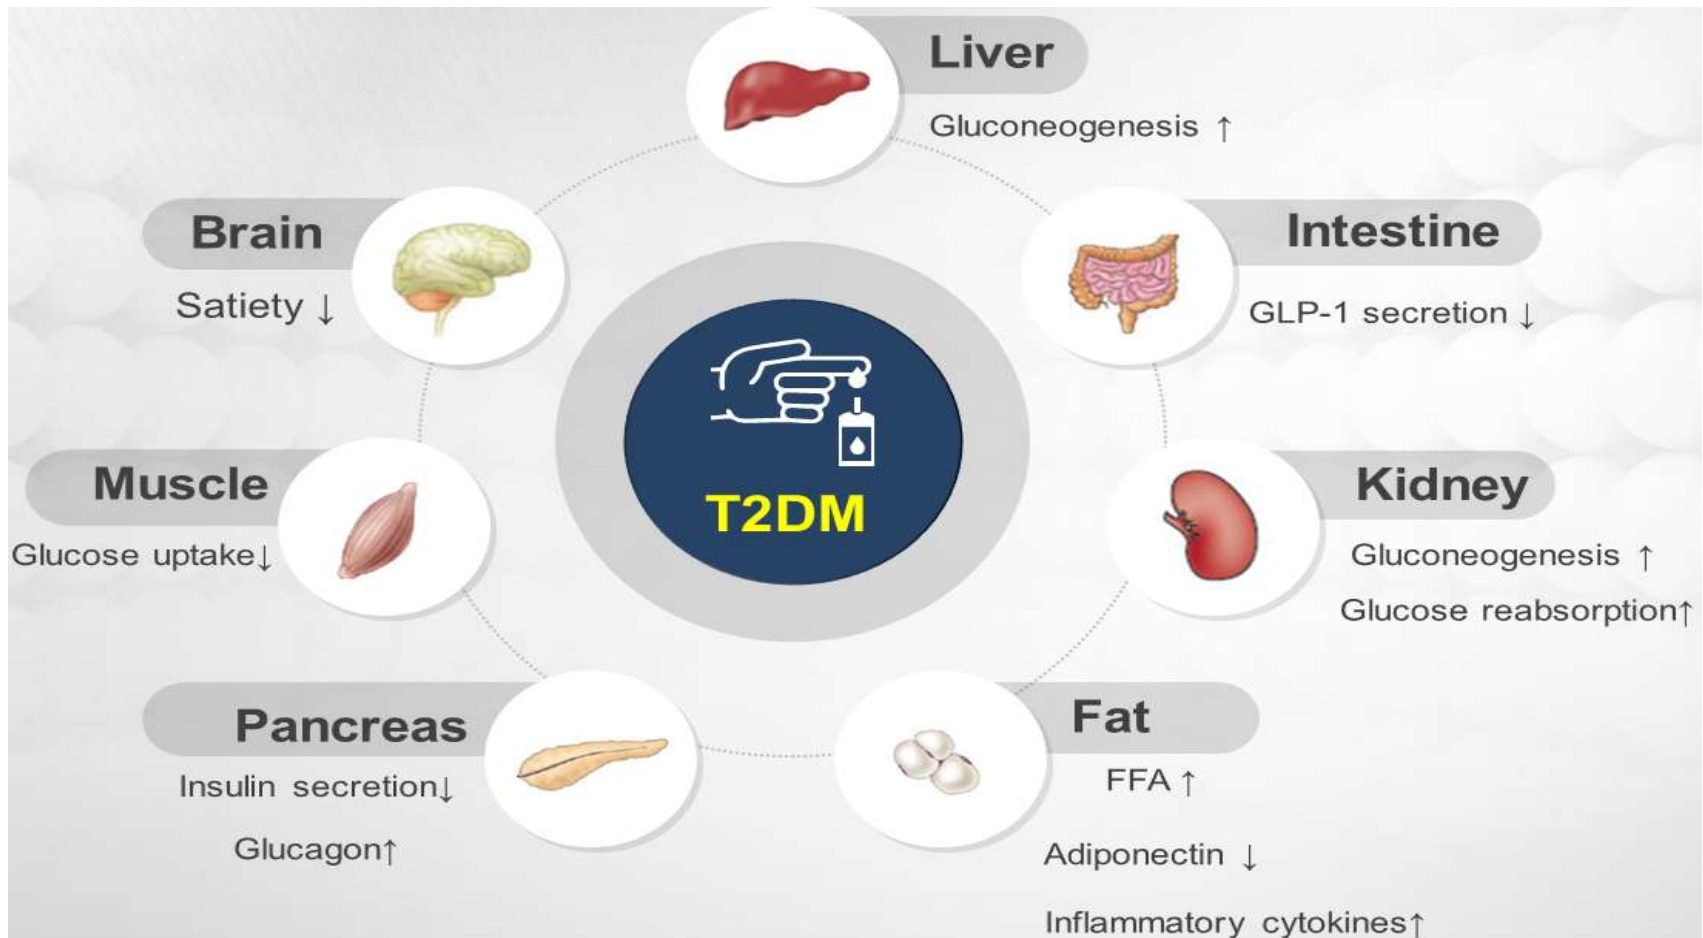 Liver
Gluconeogenesis ↑
Brain
Satiety ↓
Intestine
GLP-1 secretion ↓
T2DM
Muscle
Glucose uptake↓
Kidney
Gluconeogenesis ↑
Glucose reabsorption↑
Pancreas
Insulin secretion↓
Glucagon↑
Fat
FFA ↑
Adiponectin ↓
Inflammatory cytokines↑